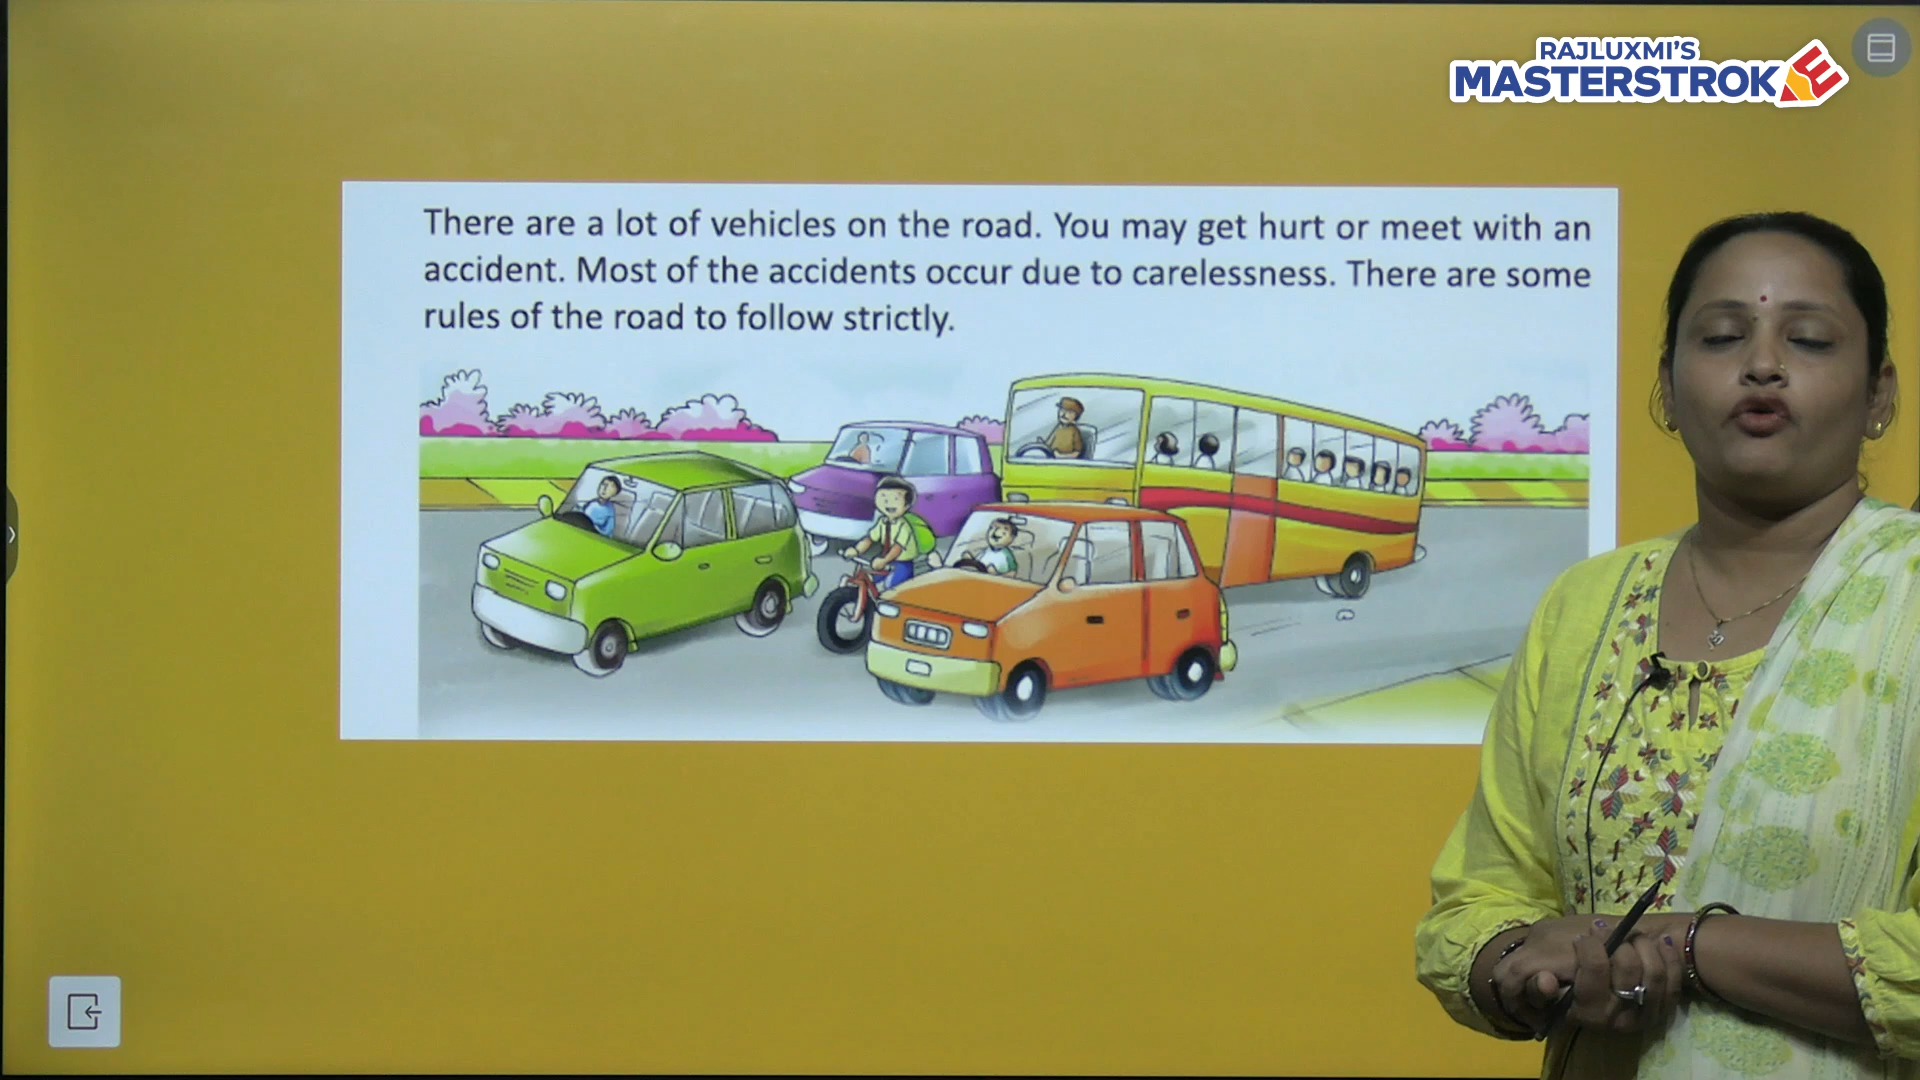 RAJLUXMI'S
MASTERSTROKE
There are a lot of vehicles on the road. You may get hurt or meet with an
accident. Most of the accidents occur due to carelessness. There are some
rules of the road to follow strictly.